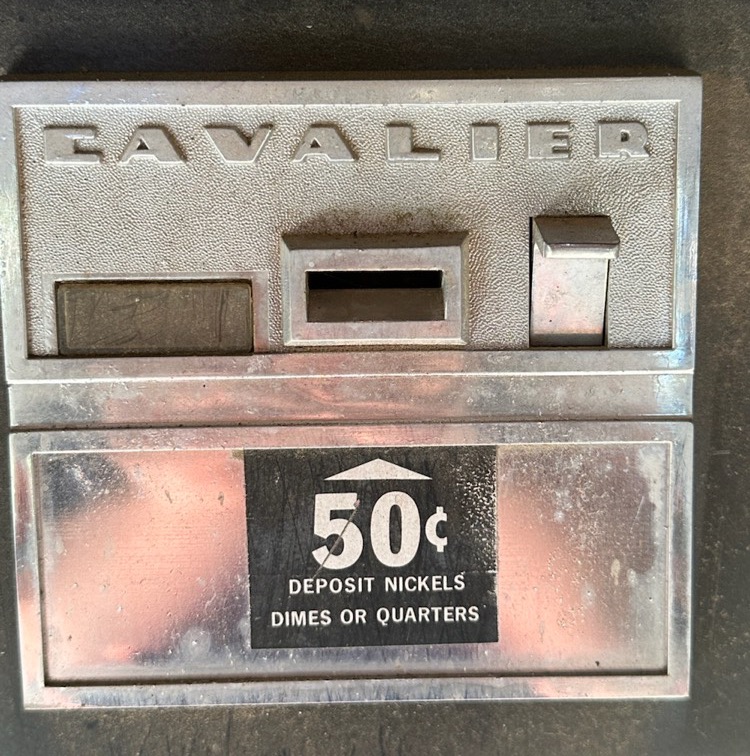 CAVALIER
50¢
DEPOSIT NICKELS
DIMES OR QUARTERS